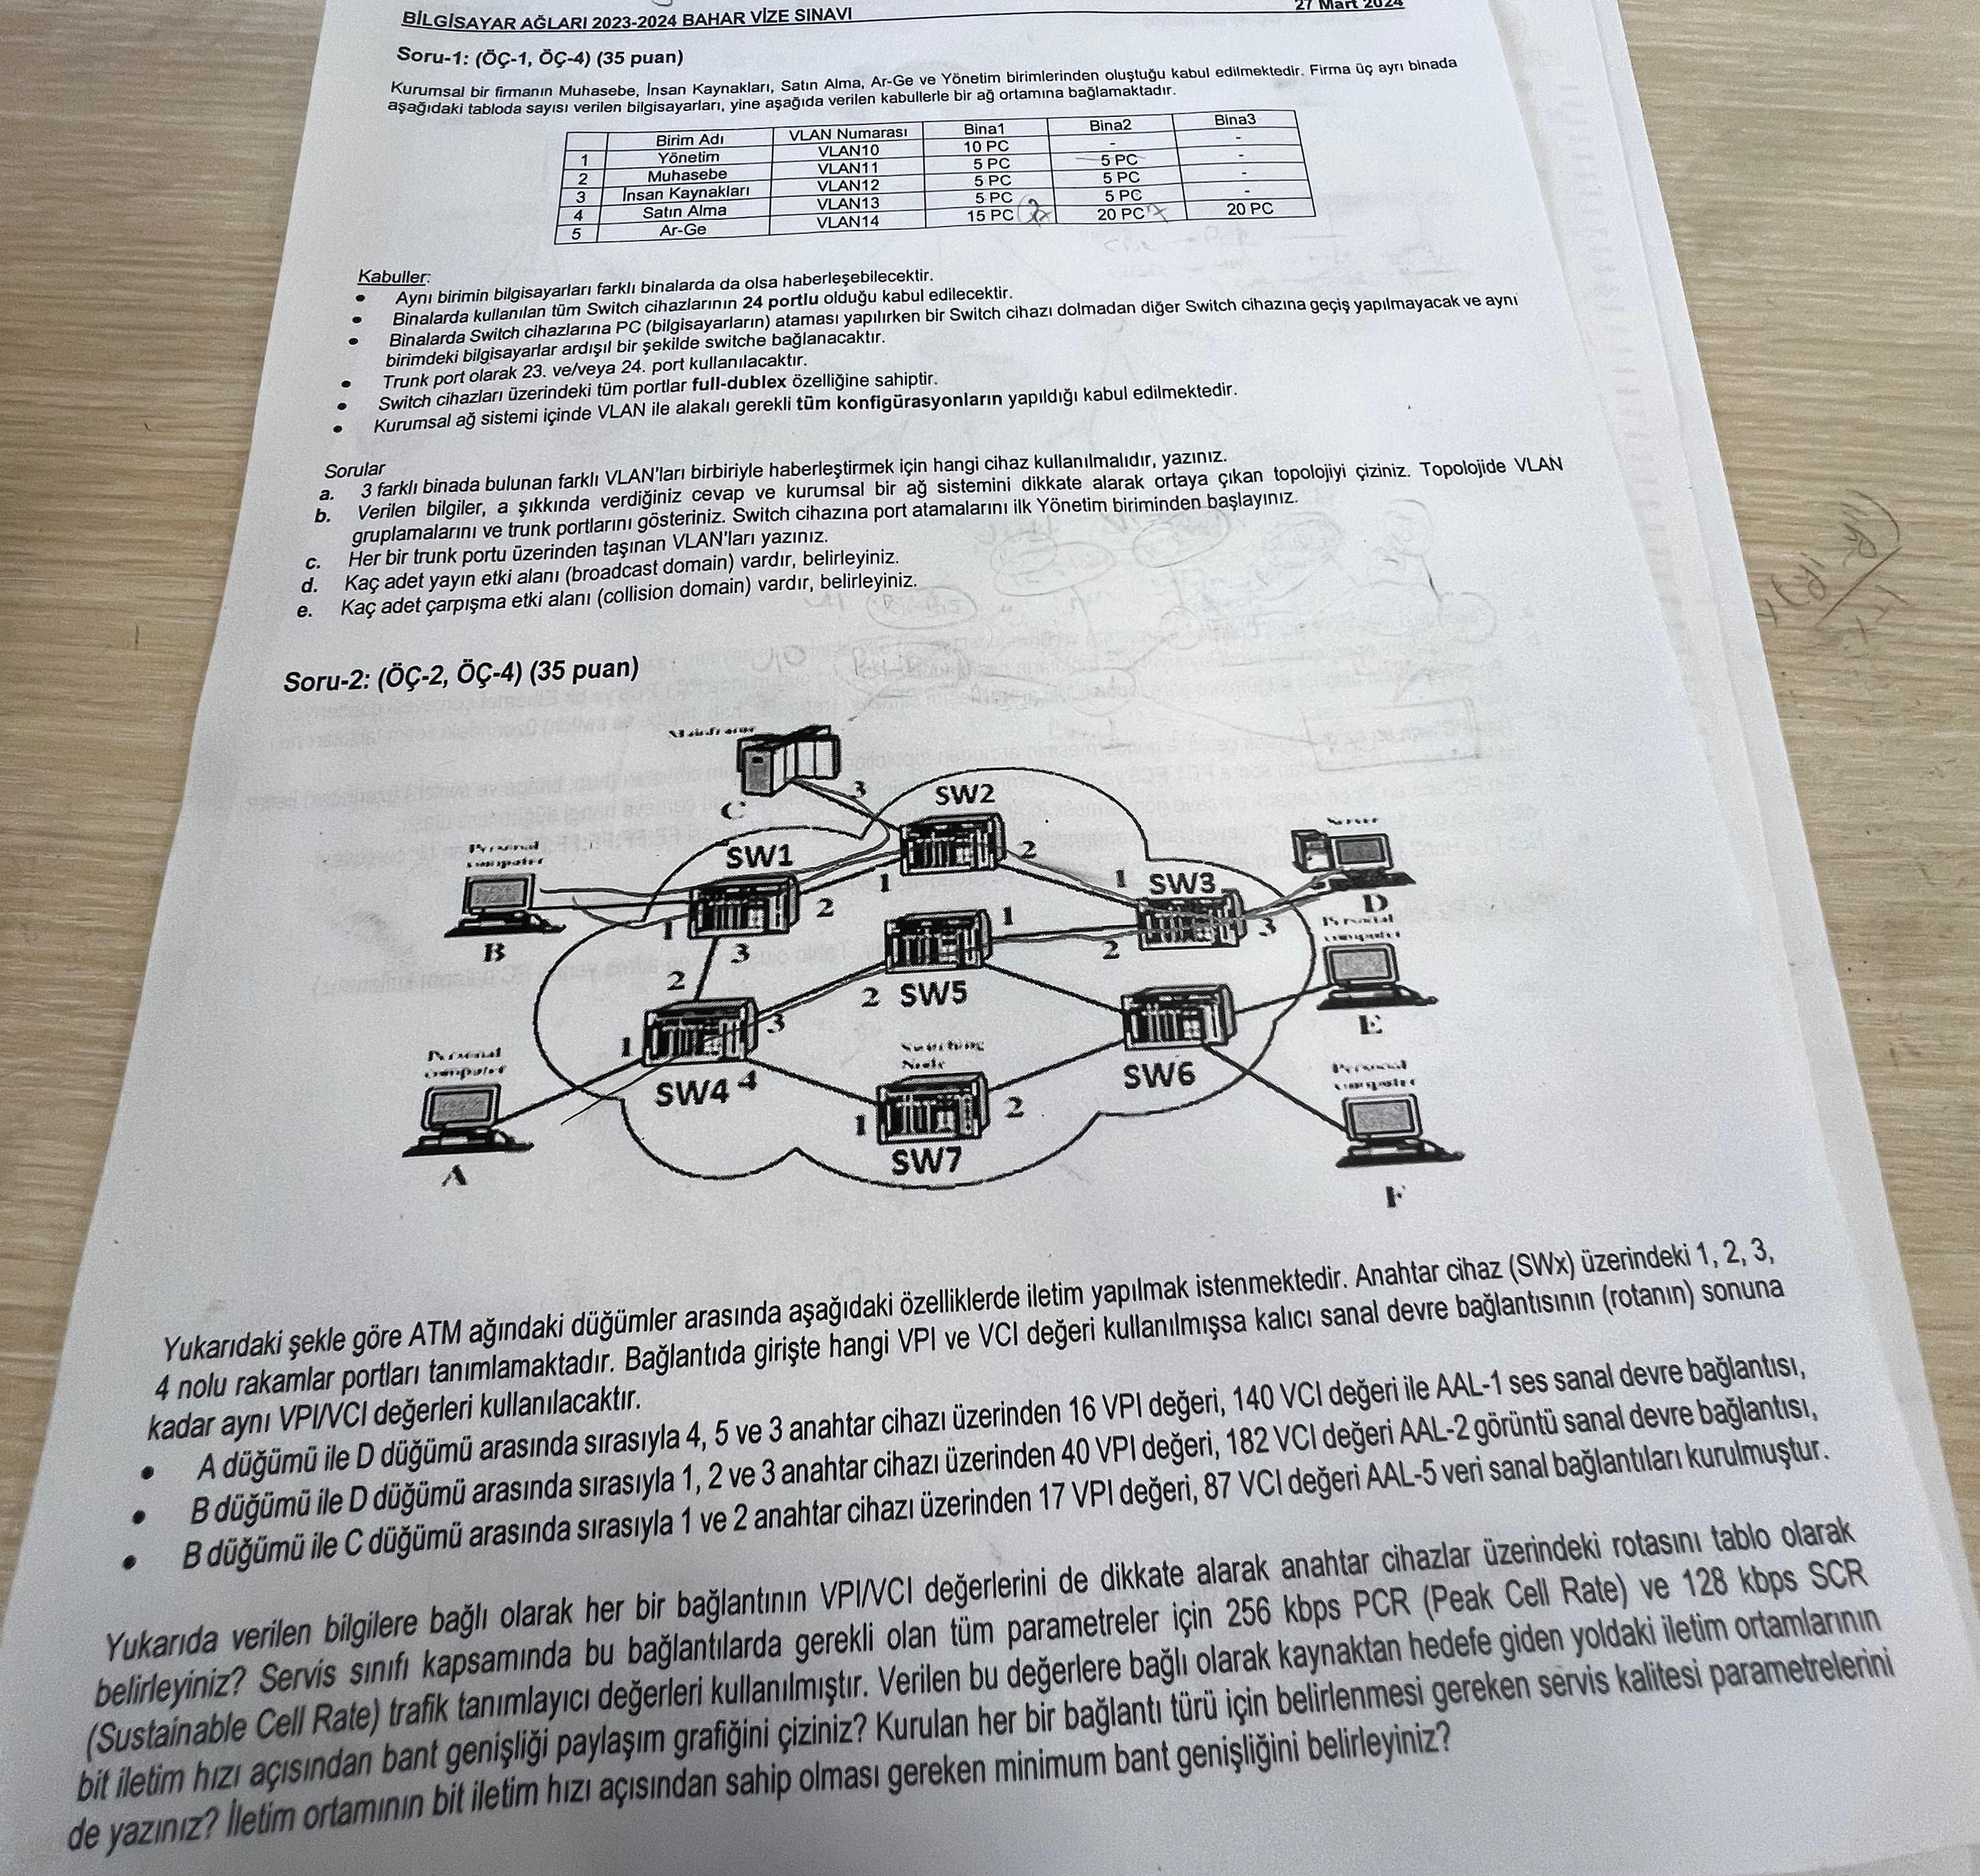 BİLGİSAYAR AĞLARI 2023-2024 BAHAR VİZE SINAVI
27 Mart 2024
Soru-1: (ÖÇ-1, ÖÇ-4) (35 puan)
Kurumsal bir firmanın Muhasebe, İnsan Kaynakları, Satın Alma, Ar-Ge ve Yönetim birimlerinden oluştuğu kabul edilmektedir. Firma üç ayrı binada
aşağıdaki tabloda sayısı verilen bilgisayarları, yine aşağıda verilen kabullerle bir ağ ortamına bağlamaktadır.
Birim Adı VLAN Numarası Bina1 Bina2 Bina3
1 Yönetim VLAN10 10 PC - -
2 Muhasebe VLAN11 5 PC 5 PC -
3 İnsan Kaynakları VLAN12 5 PC 5 PC -
4 Satın Alma VLAN13 5 PC 5 PC -
5 Ar-Ge VLAN14 15 PC 20 PC 20 PC
Kabuller:
• Aynı birimin bilgisayarları farklı binalarda da olsa haberleşebilecektir.
• Binalarda kullanılan tüm Switch cihazlarının 24 portlu olduğu kabul edilecektir.
• Binalarda Switch cihazlarına PC (bilgisayarların) ataması yapılırken bir Switch cihazı dolmadan diğer Switch cihazına geçiş yapılmayacak ve aynı
birimdeki bilgisayarlar ardışıl bir şekilde switche bağlanacaktır.
• Trunk port olarak 23. ve/veya 24. port kullanılacaktır.
• Switch cihazları üzerindeki tüm portlar full-dublex özelliğine sahiptir.
• Kurumsal ağ sistemi içinde VLAN ile alakalı gerekli tüm konfigürasyonların yapıldığı kabul edilmektedir.
Sorular
a. 3 farklı binada bulunan farklı VLAN'ları birbiriyle haberleştirmek için hangi cihaz kullanılmalıdır, yazınız.
b. Verilen bilgiler, a şıkkında verdiğiniz cevap ve kurumsal bir ağ sistemini dikkate alarak ortaya çıkan topolojiyi çiziniz. Topolojide VLAN
gruplamalarını ve trunk portlarını gösteriniz. Switch cihazına port atamalarını ilk Yönetim biriminden başlayınız.
c. Her bir trunk portu üzerinden taşınan VLAN'ları yazınız.
d. Kaç adet yayın etki alanı (broadcast domain) vardır, belirleyiniz.
e. Kaç adet çarpışma etki alanı (collision domain) vardır, belirleyiniz.
Soru-2: (ÖÇ-2, ÖÇ-4) (35 puan)
Mainframe
C
3
SW2
Personal
computer
SW1
Server
1
2
1
SW3
B
1
2
3
D
Personal
computer
3
1
2
2
2
SW5
E
Personal
computer
1
3
SW4
4
Switching
Node
SW6
Personal
computer
1
2
SW7
A
F
Yukarıdaki şekle göre ATM ağındaki düğümler arasında aşağıdaki özelliklerde iletim yapılmak istenmektedir. Anahtar cihaz (SWx) üzerindeki 1, 2, 3,
4 nolu rakamlar portları tanımlamaktadır. Bağlantıda girişte hangi VPI ve VCI değeri kullanılmışsa kalıcı sanal devre bağlantısının (rotanın) sonuna
kadar aynı VPI/VCI değerleri kullanılacaktır.
• A düğümü ile D düğümü arasında sırasıyla 4, 5 ve 3 anahtar cihazı üzerinden 16 VPI değeri, 140 VCI değeri ile AAL-1 ses sanal devre bağlantısı,
• B düğümü ile D düğümü arasında sırasıyla 1, 2 ve 3 anahtar cihazı üzerinden 40 VPI değeri, 182 VCI değeri AAL-2 görüntü sanal devre bağlantısı,
• B düğümü ile C düğümü arasında sırasıyla 1 ve 2 anahtar cihazı üzerinden 17 VPI değeri, 87 VCI değeri AAL-5 veri sanal bağlantıları kurulmuştur.
Yukarıda verilen bilgilere bağlı olarak her bir bağlantının VPI/VCI değerlerini de dikkate alarak anahtar cihazlar üzerindeki rotasını tablo olarak
belirleyiniz? Servis sınıfı kapsamında bu bağlantılarda gerekli olan tüm parametreler için 256 kbps PCR (Peak Cell Rate) ve 128 kbps SCR
(Sustainable Cell Rate) trafik tanımlayıcı değerleri kullanılmıştır. Verilen bu değerlere bağlı olarak kaynaktan hedefe giden yoldaki iletim ortamlarının
bit iletim hızı açısından bant genişliği paylaşım grafiğini çiziniz? Kurulan her bir bağlantı türü için belirlenmesi gereken servis kalitesi parametrelerini
de yazınız? İletim ortamının bit iletim hızı açısından sahip olması gereken minimum bant genişliğini belirleyiniz?